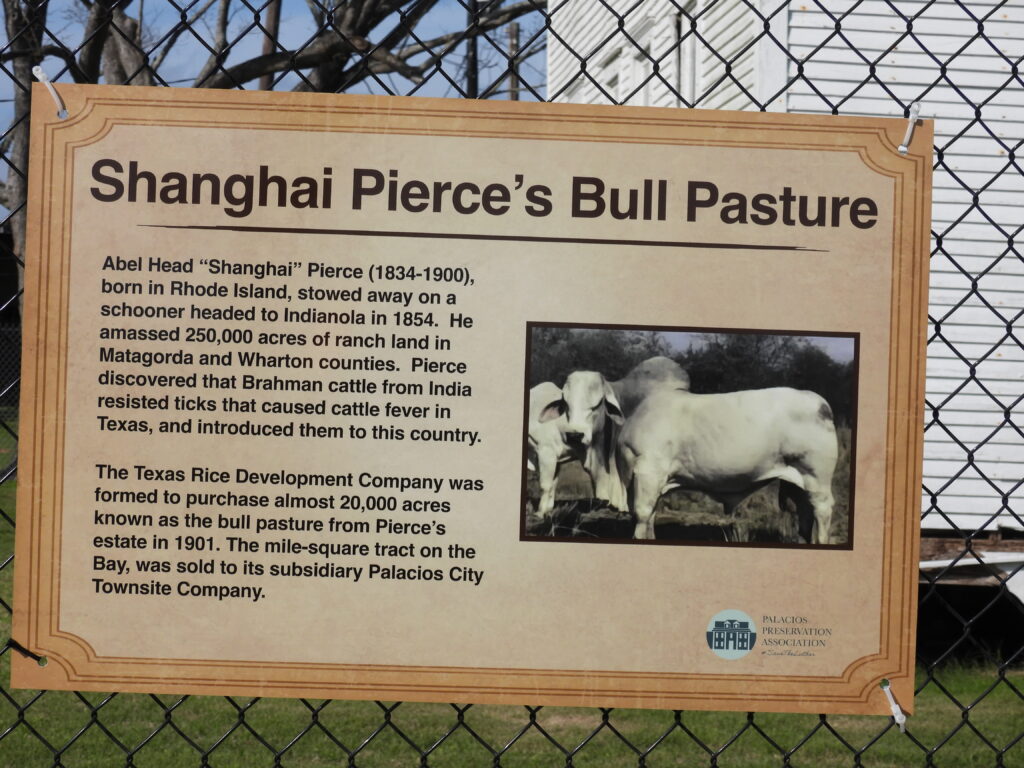 Shanghai Pierce’s Bull Pasture
Abel Head “Shanghai” Pierce (1834-1900),
born in Rhode Island, stowed away on a
schooner headed to Indianola in 1854.  He
amassed 250,000 acres of ranch land in
Matagorda and Wharton counties.  Pierce
discovered that Brahman cattle from India
resisted ticks that caused cattle fever in
Texas, and introduced them to this country.
The Texas Rice Development Company was
formed to purchase almost 20,000 acres
known as the bull pasture from Pierce’s
estate in 1901. The mile-square tract on the
Bay, was sold to its subsidiary Palacios City
Townsite Company.
PALACIOS
PRESERVATION
ASSOCIATION
#SaveTheLuther